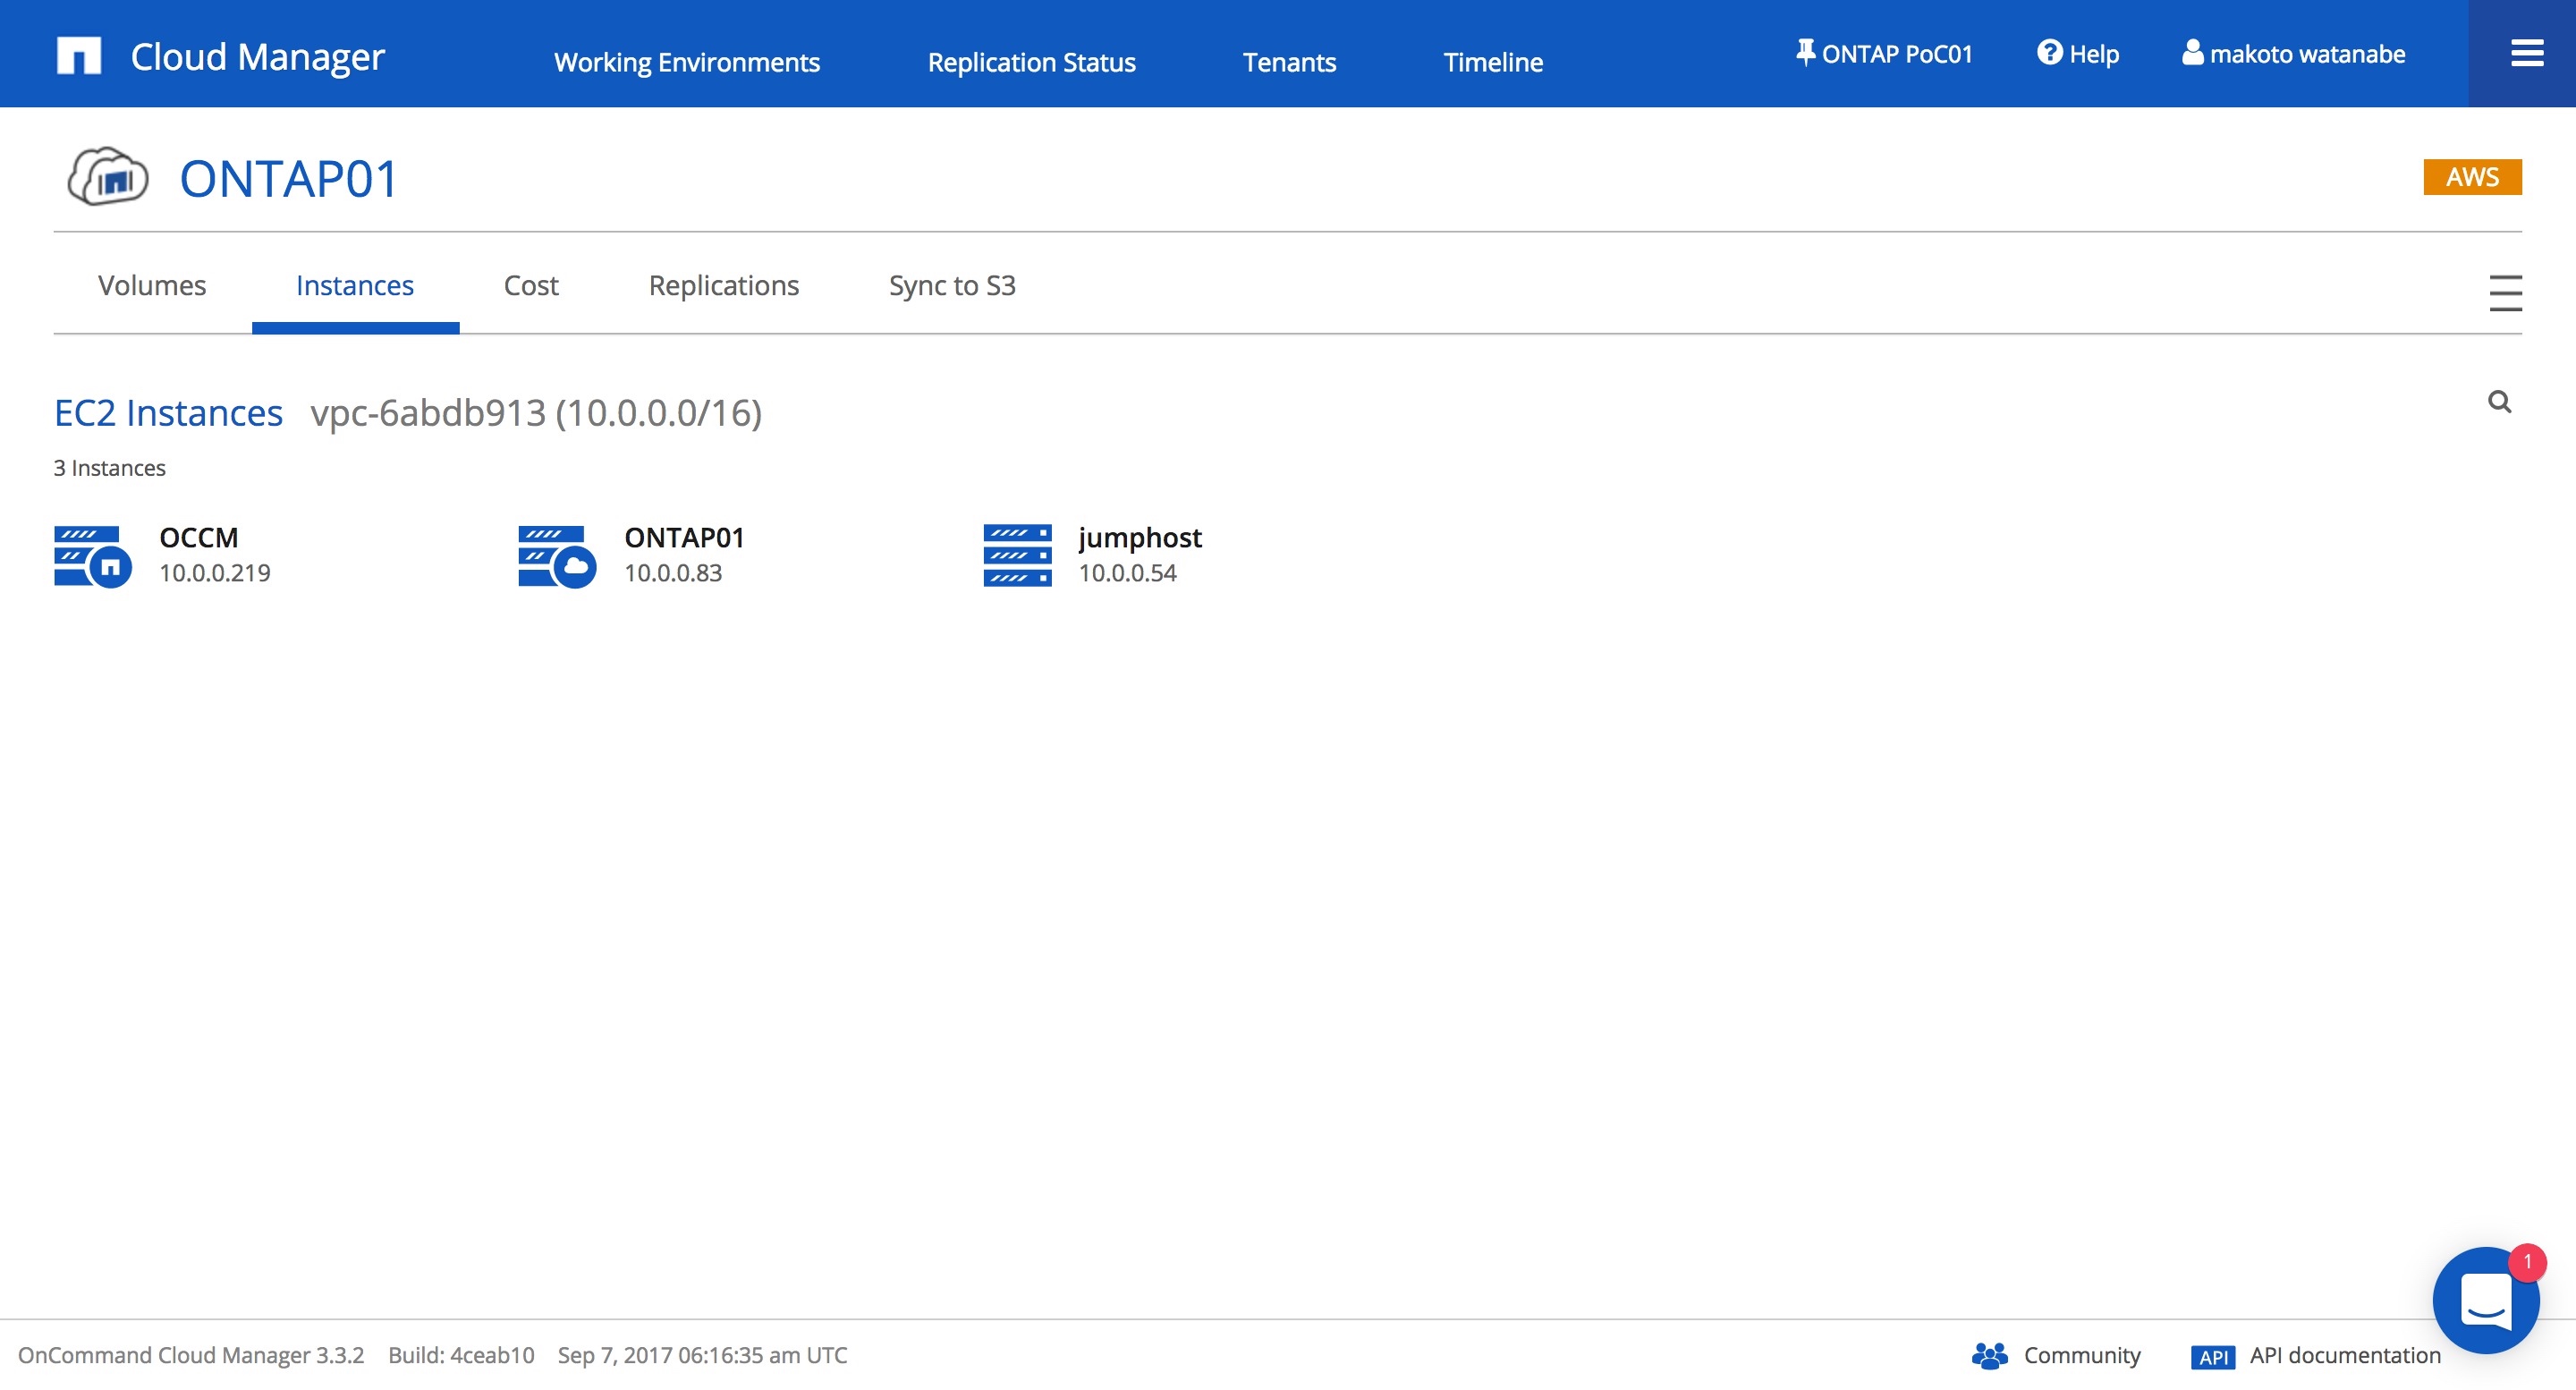 Cloud Manager Working Environments Replication Status Tenants Timeline ONTAP PoC01 Help makoto watanabe
ONTAP01 AWS
Volumes Instances Cost Replications Sync to S3
EC2 Instances vpc-6abdb913 (10.0.0.0/16)
3 Instances
OCCM ONTAP01 jumphost
10.0.0.219 10.0.0.83 10.0.0.54
1
OnCommand Cloud Manager 3.3.2 Build: 4ceab10 Sep 7, 2017 06:16:35 am UTC Community API API documentation